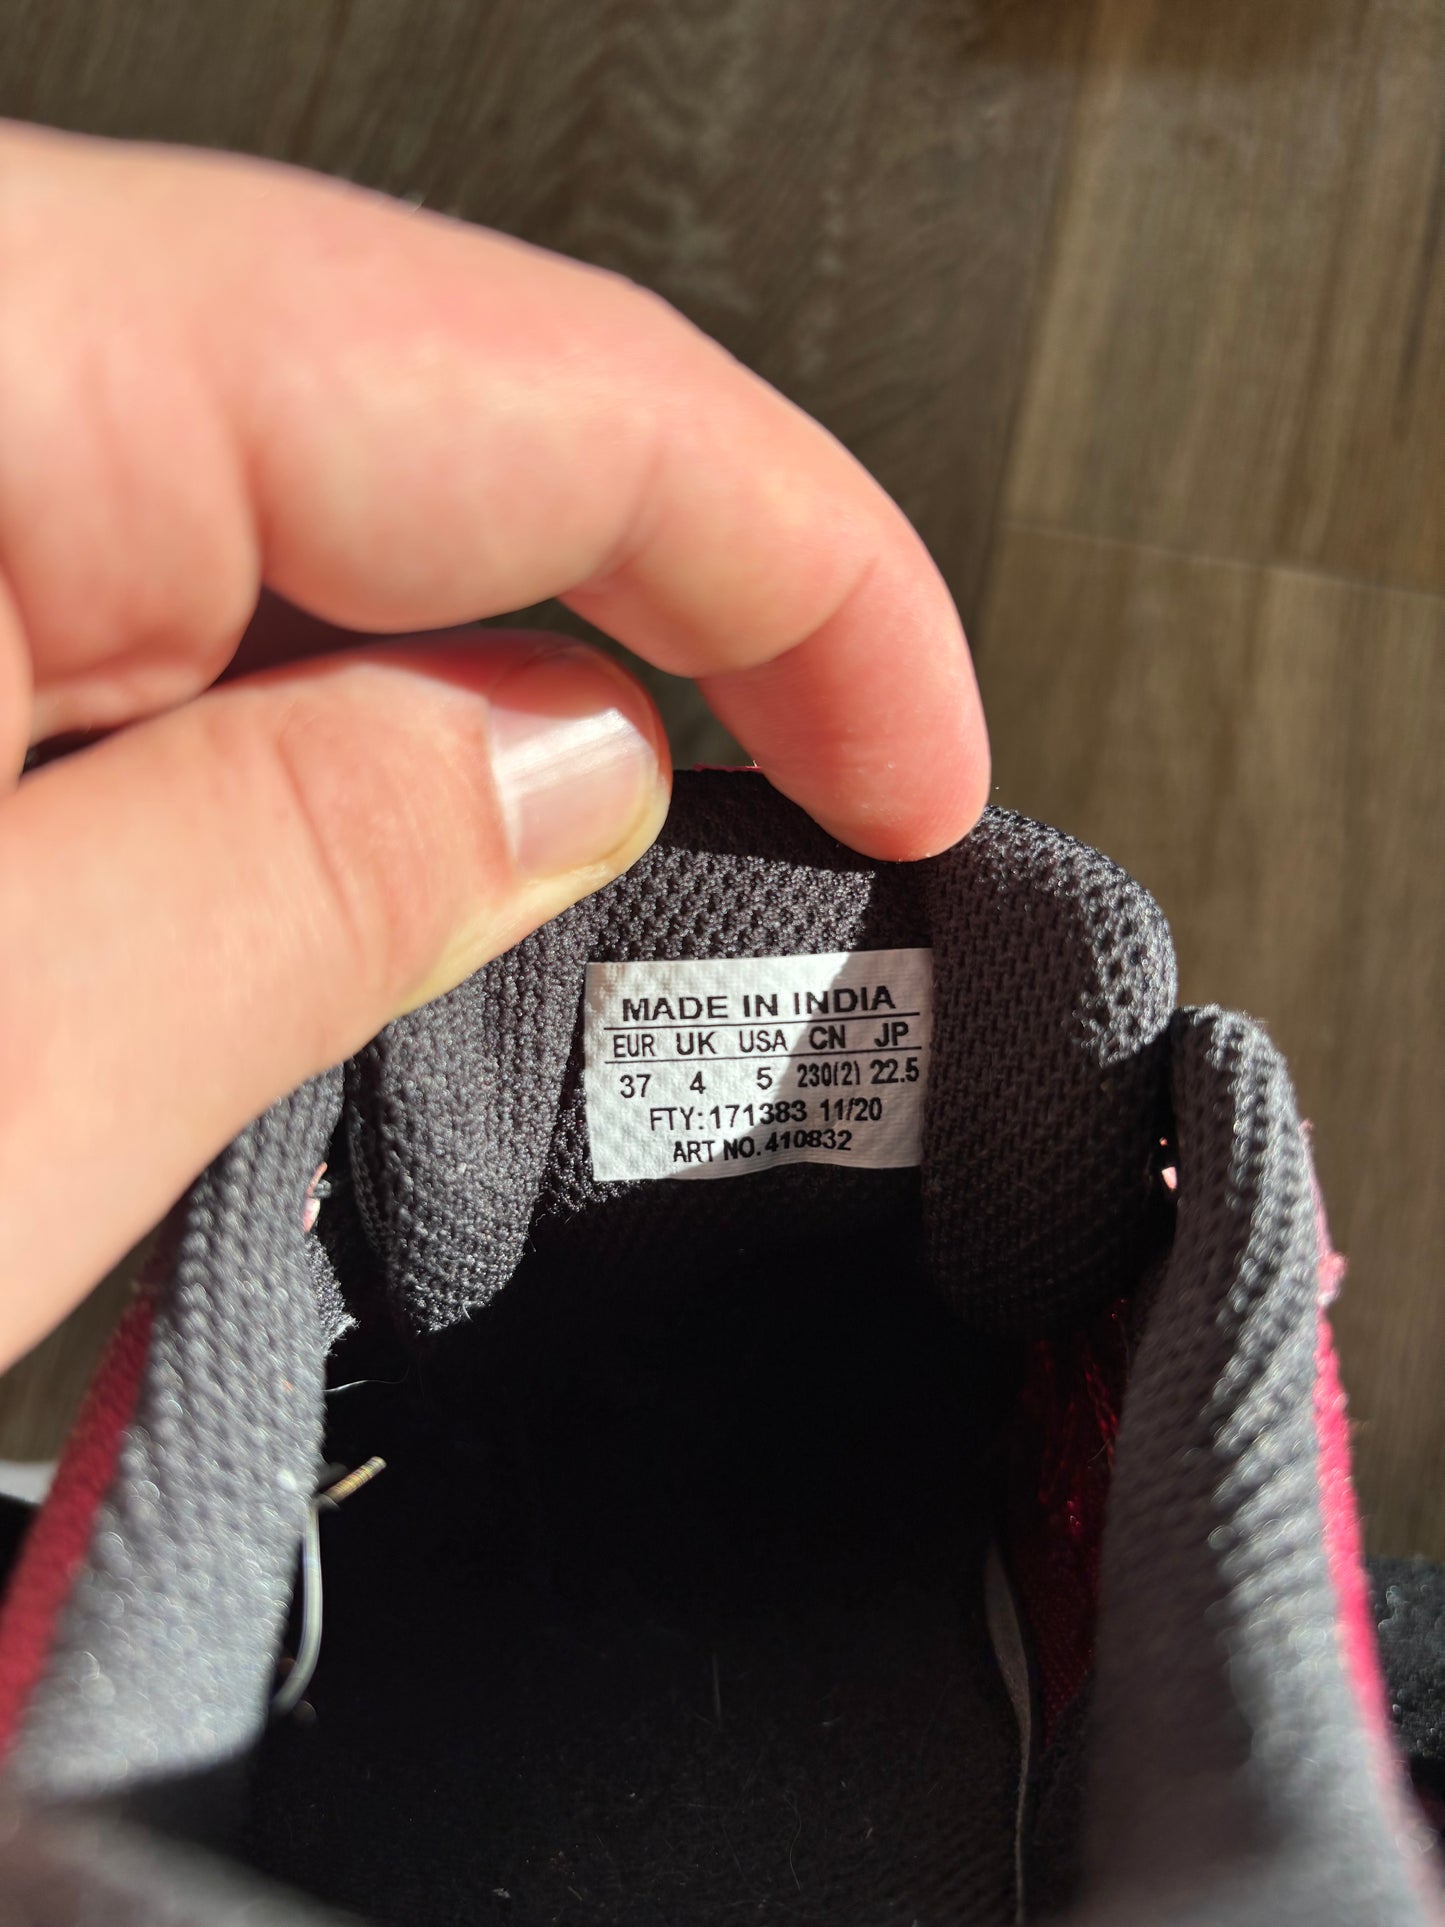 MADE IN INDIA
EUR UK USA CN JP
37 4 5 230(2) 22.5
FTY:171383 11/20
ART NO.410832